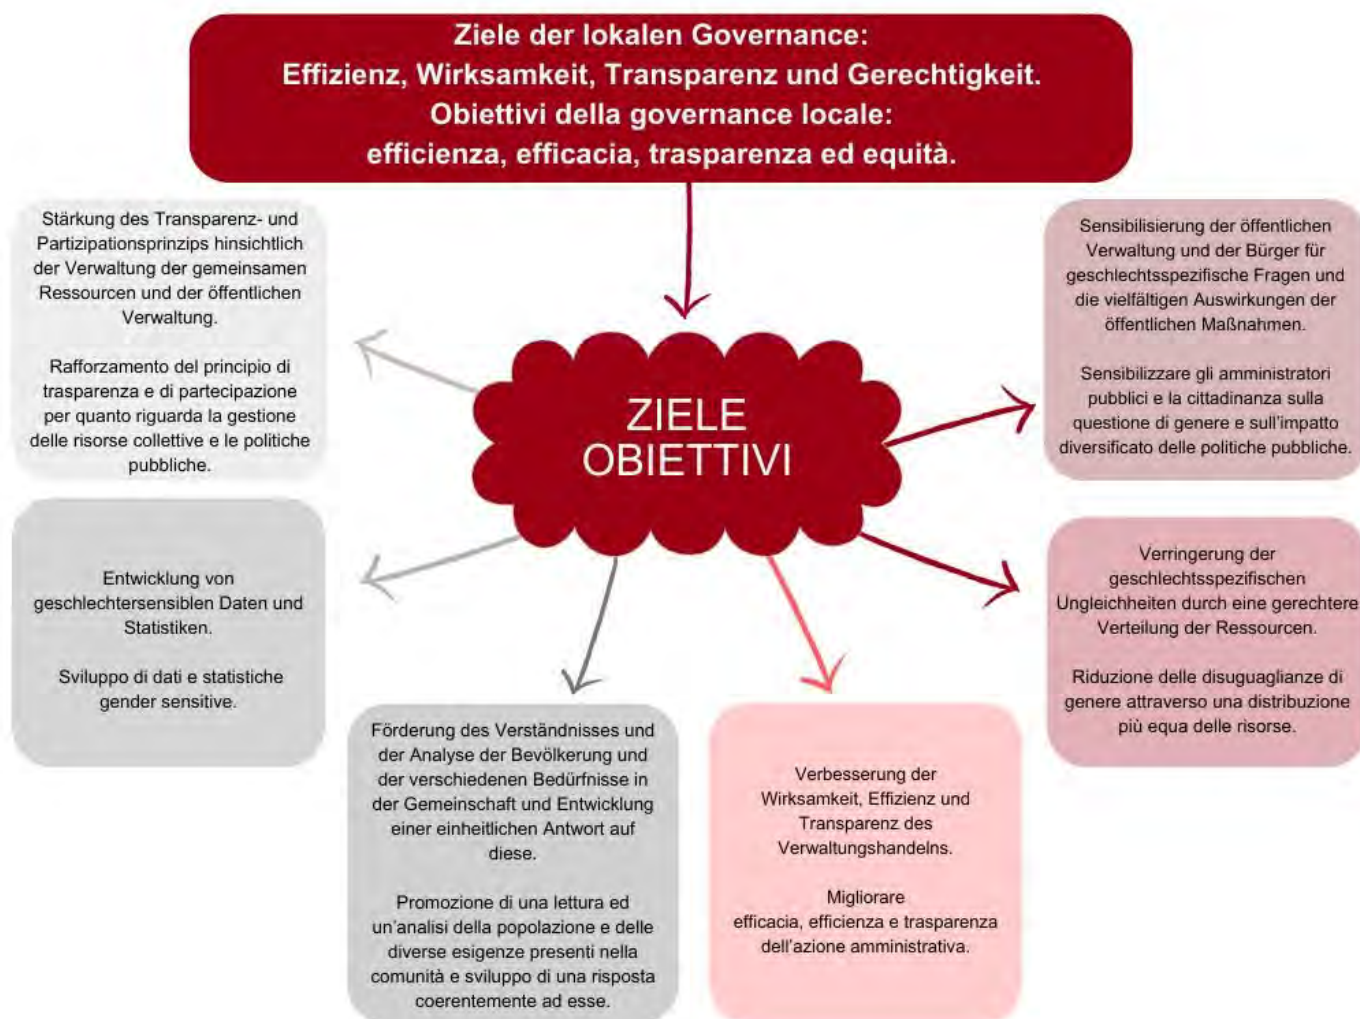 Ziele der lokalen Governance:
Effizienz, Wirksamkeit, Transparenz und Gerechtigkeit.
Obiettivi della governance locale:
efficienza, efficacia, trasparenza ed equità.
Stärkung des Transparenz- und
Partizipationsprinzips hinsichtlich
der Verwaltung der gemeinsamen
Ressourcen und der öffentlichen
Verwaltung.
Rafforzamento del principio di
trasparenza e di partecipazione
per quanto riguarda la gestione
delle risorse collettive e le politiche
pubbliche.
Sensibilisierung der öffentlichen
Verwaltung und der Bürger für
geschlechtsspezifische Fragen und
die vielfältigen Auswirkungen der
öffentlichen Maßnahmen.
Sensibilizzare gli amministratori
pubblici e la cittadinanza sulla
questione di genere e sull'impatto
diversificato delle politiche pubbliche.
ZIELE
OBIETTIVI
Entwicklung von
geschlechtersensiblen Daten und
Statistiken.
Sviluppo di dati e statistiche
gender sensitive.
Verringerung der
geschlechtsspezifischen
Ungleichheiten durch eine gerechtere
Verteilung der Ressourcen.
Riduzione delle disuguaglianze di
genere attraverso una distribuzione
più equa delle risorse.
Förderung des Verständnisses und
der Analyse der Bevölkerung und
der verschiedenen Bedürfnisse in
der Gemeinschaft und Entwicklung
einer einheitlichen Antwort auf
diese.
Promozione di una lettura ed
un'analisi della popolazione e delle
diverse esigenze presenti nella
comunità e sviluppo di una risposta
coerentemente ad esse.
Verbesserung der
Wirksamkeit, Effizienz und
Transparenz des
Verwaltungshandelns.
Migliorare
efficacia, efficienza e trasparenza
dell'azione amministrativa.